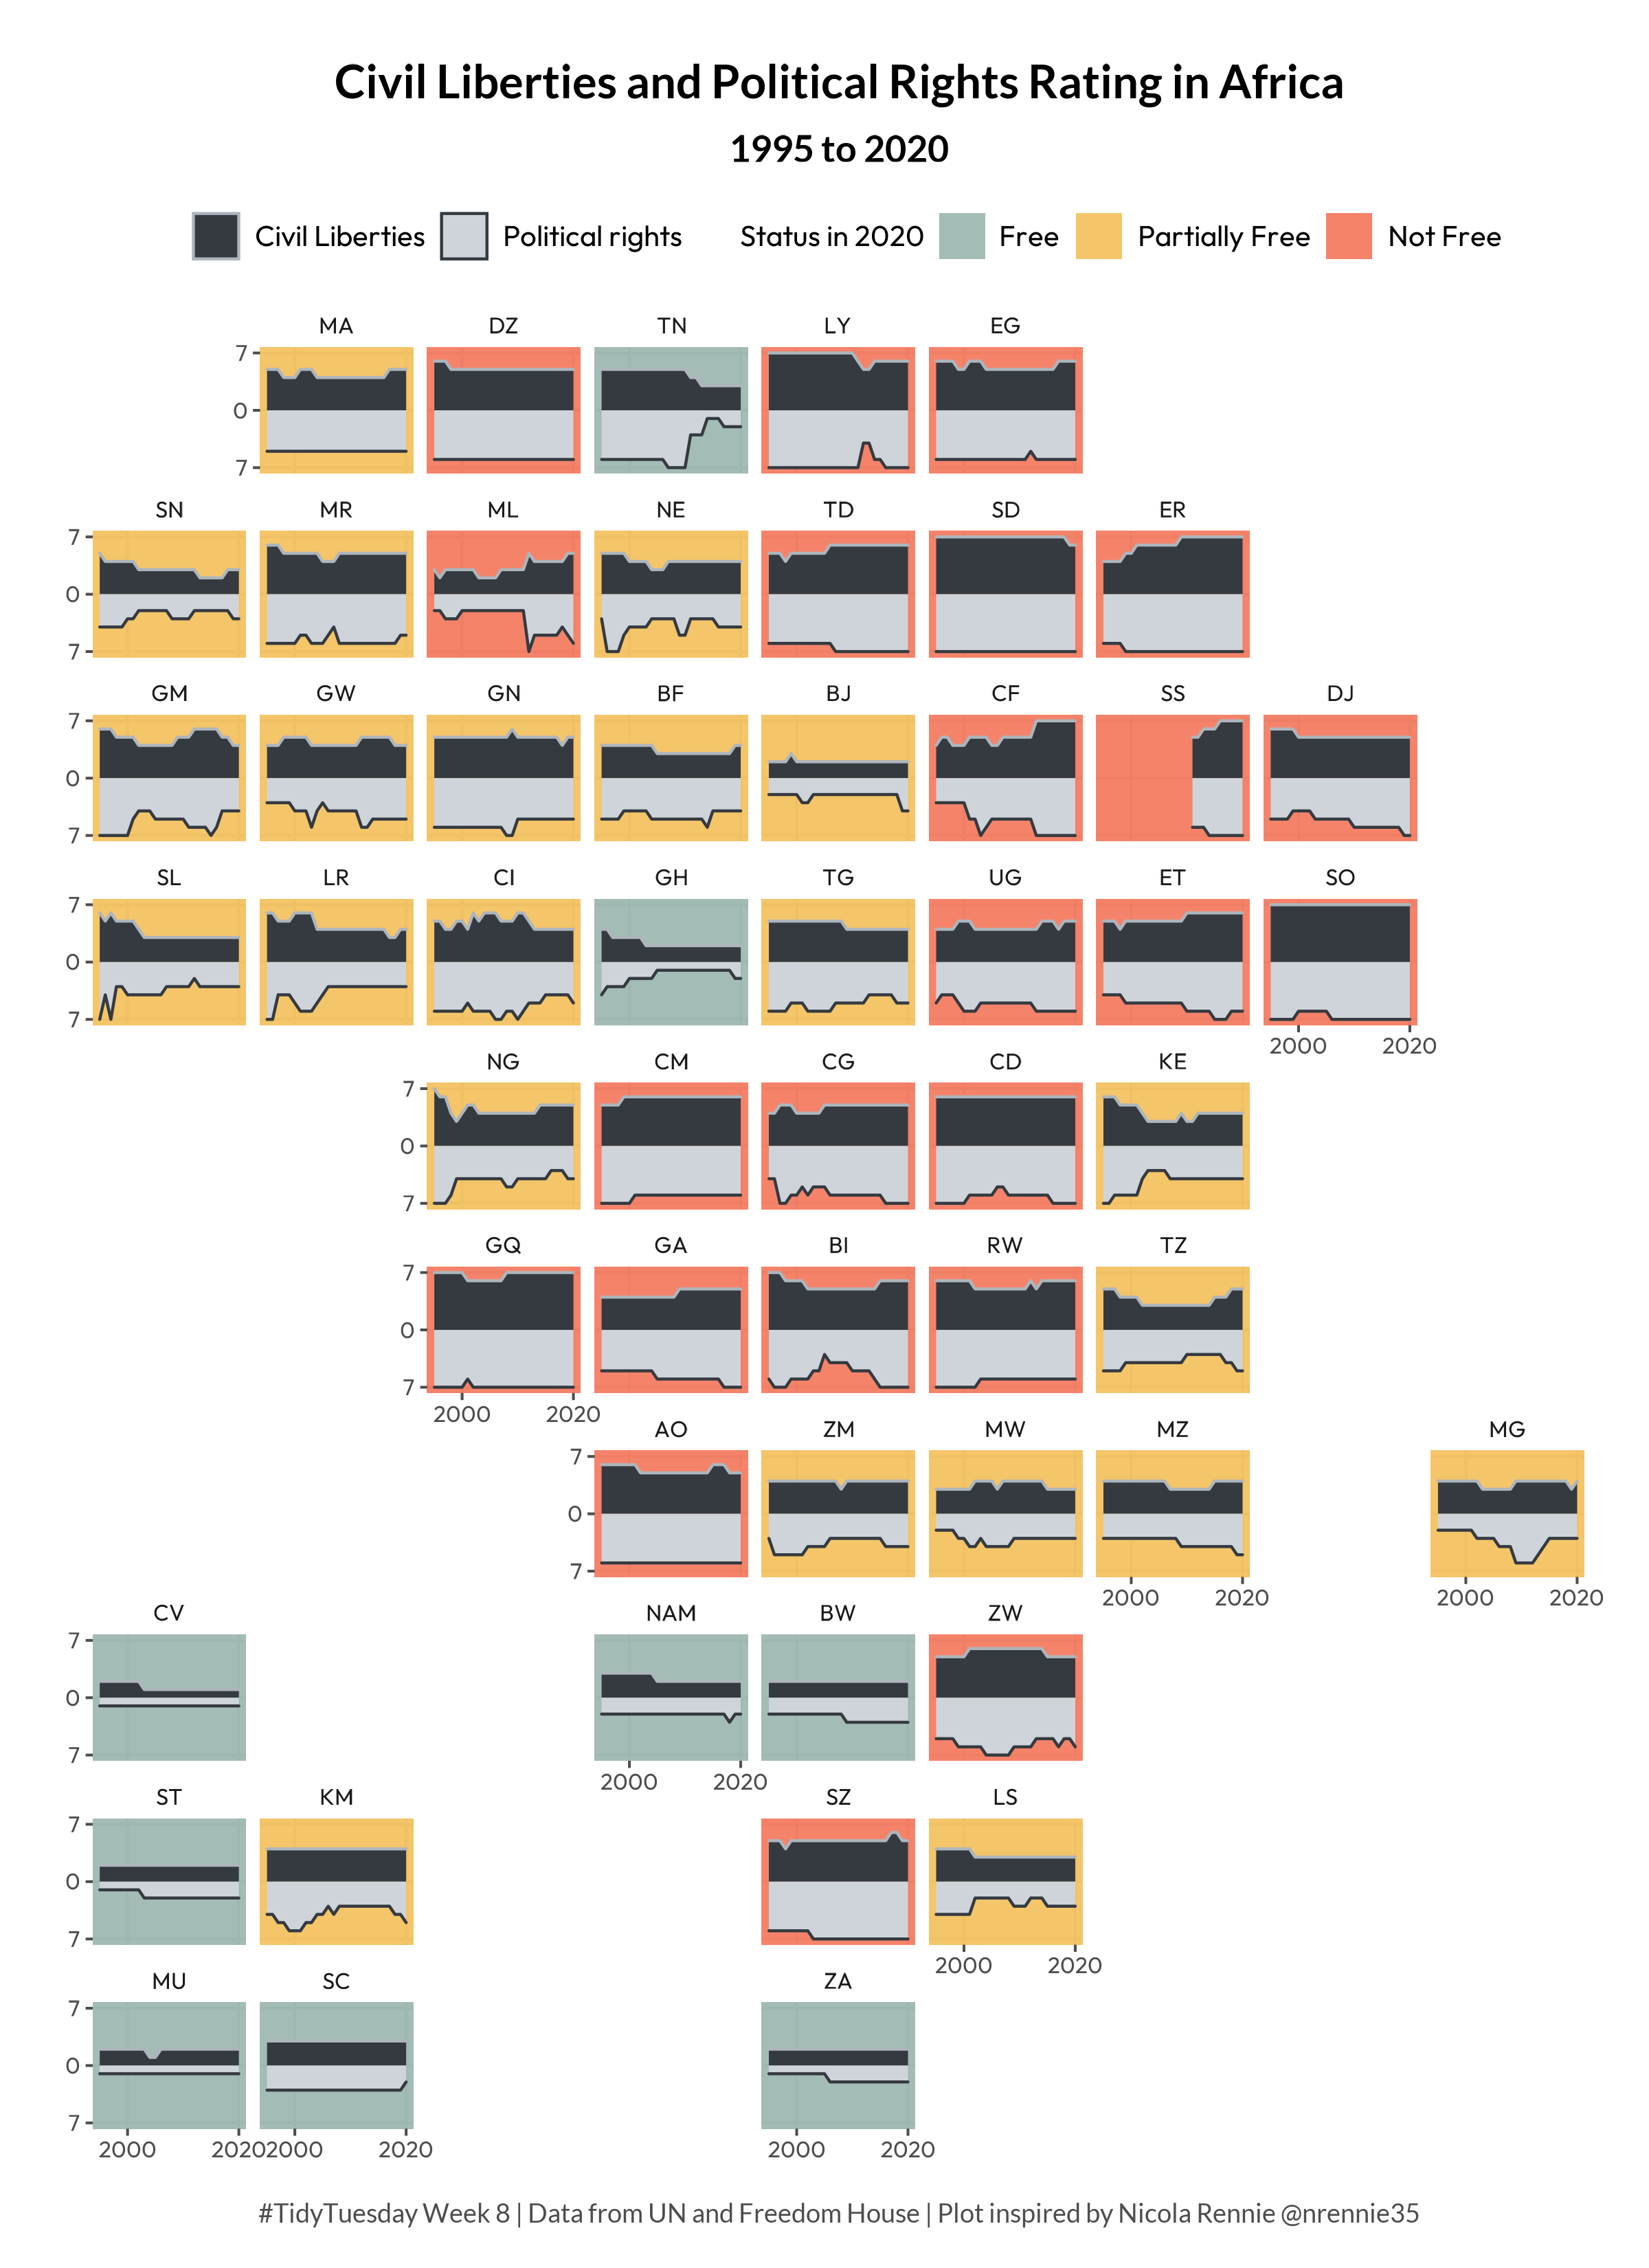 Civil Liberties and Political Rights Rating in Africa
1995 to 2020
Civil Liberties Political rights Status in 2020 Free Partially Free Not Free
MA DZ TN LY EG
7
0
7
SN MR ML NE TD SD ER
7
0
7
GM GW GN BF BJ CF SS DJ
7
0
7
SL LR CI GH TG UG ET SO
7
0
7
2000 2020
NG CM CG CD KE
7
0
7
GQ GA BI RW TZ
7
0
7
2000 2020
AO ZM MW MZ MG
7
0
7
2000 2020 2000 2020
CV NAM BW ZW
7
0
7
2000 2020
ST KM SZ LS
7
0
7
2000 2020
MU SC ZA
7
0
7
2000 2020 2000 2020 2000 2020
#TidyTuesday Week 8 | Data from UN and Freedom House | Plot inspired by Nicola Rennie @nrennie35